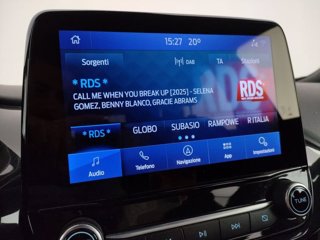 15:27 20°
Sorgenti DAB TA Stazioni
* RDS*
CALL ME WHEN YOU BREAK UP [2025] - SELENA
GOMEZ, BENNY BLANCO, GRACIE ABRAMS
RDS
* RDS* GLOBO SUBASIO RAMPOWE R ITALIA
Audio Telefono Navigazione App Impostazioni
TUNE